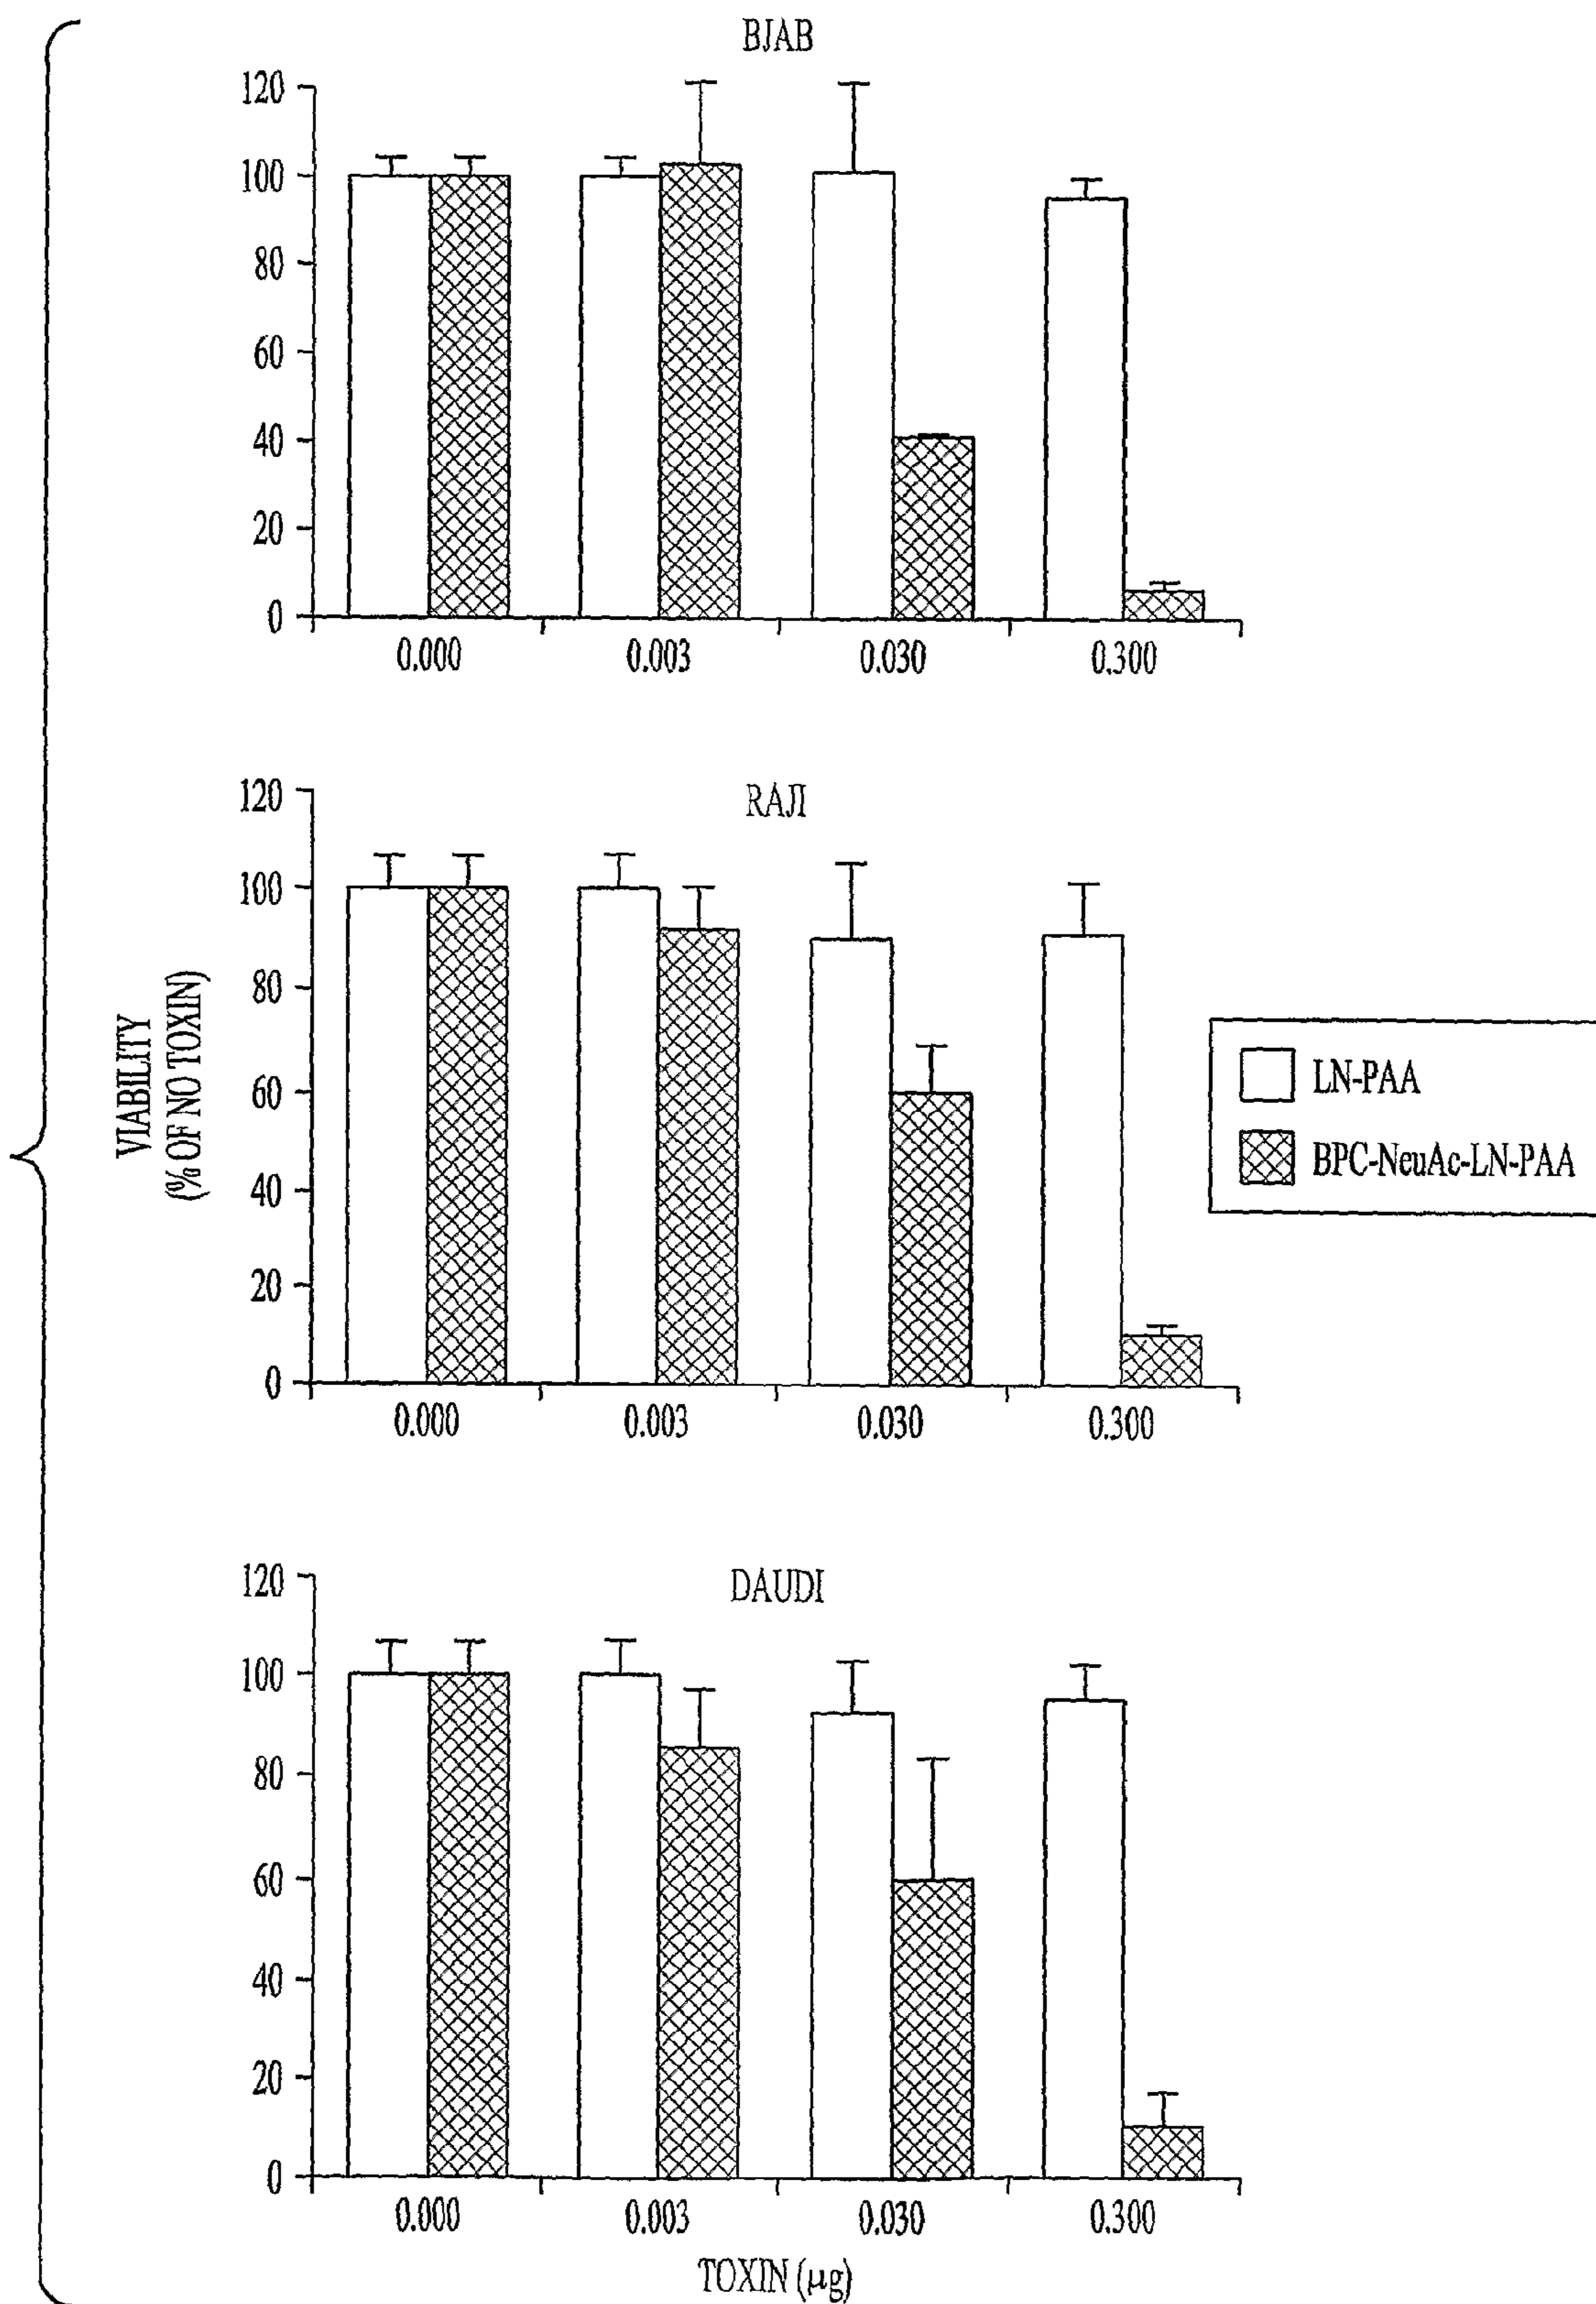 BJAB
120
100
80
60
40
20
0
0.000 0.003 0.030 0.300
RAJI
120
100
80
60
40
20
0
0.000 0.003 0.030 0.300
VIABILITY
(% OF NO TOXIN)
LN-PAA
BPC-NeuAc-LN-PAA
DAUDI
120
100
80
60
40
20
0
0.000 0.003 0.030 0.300
TOXIN (μg)